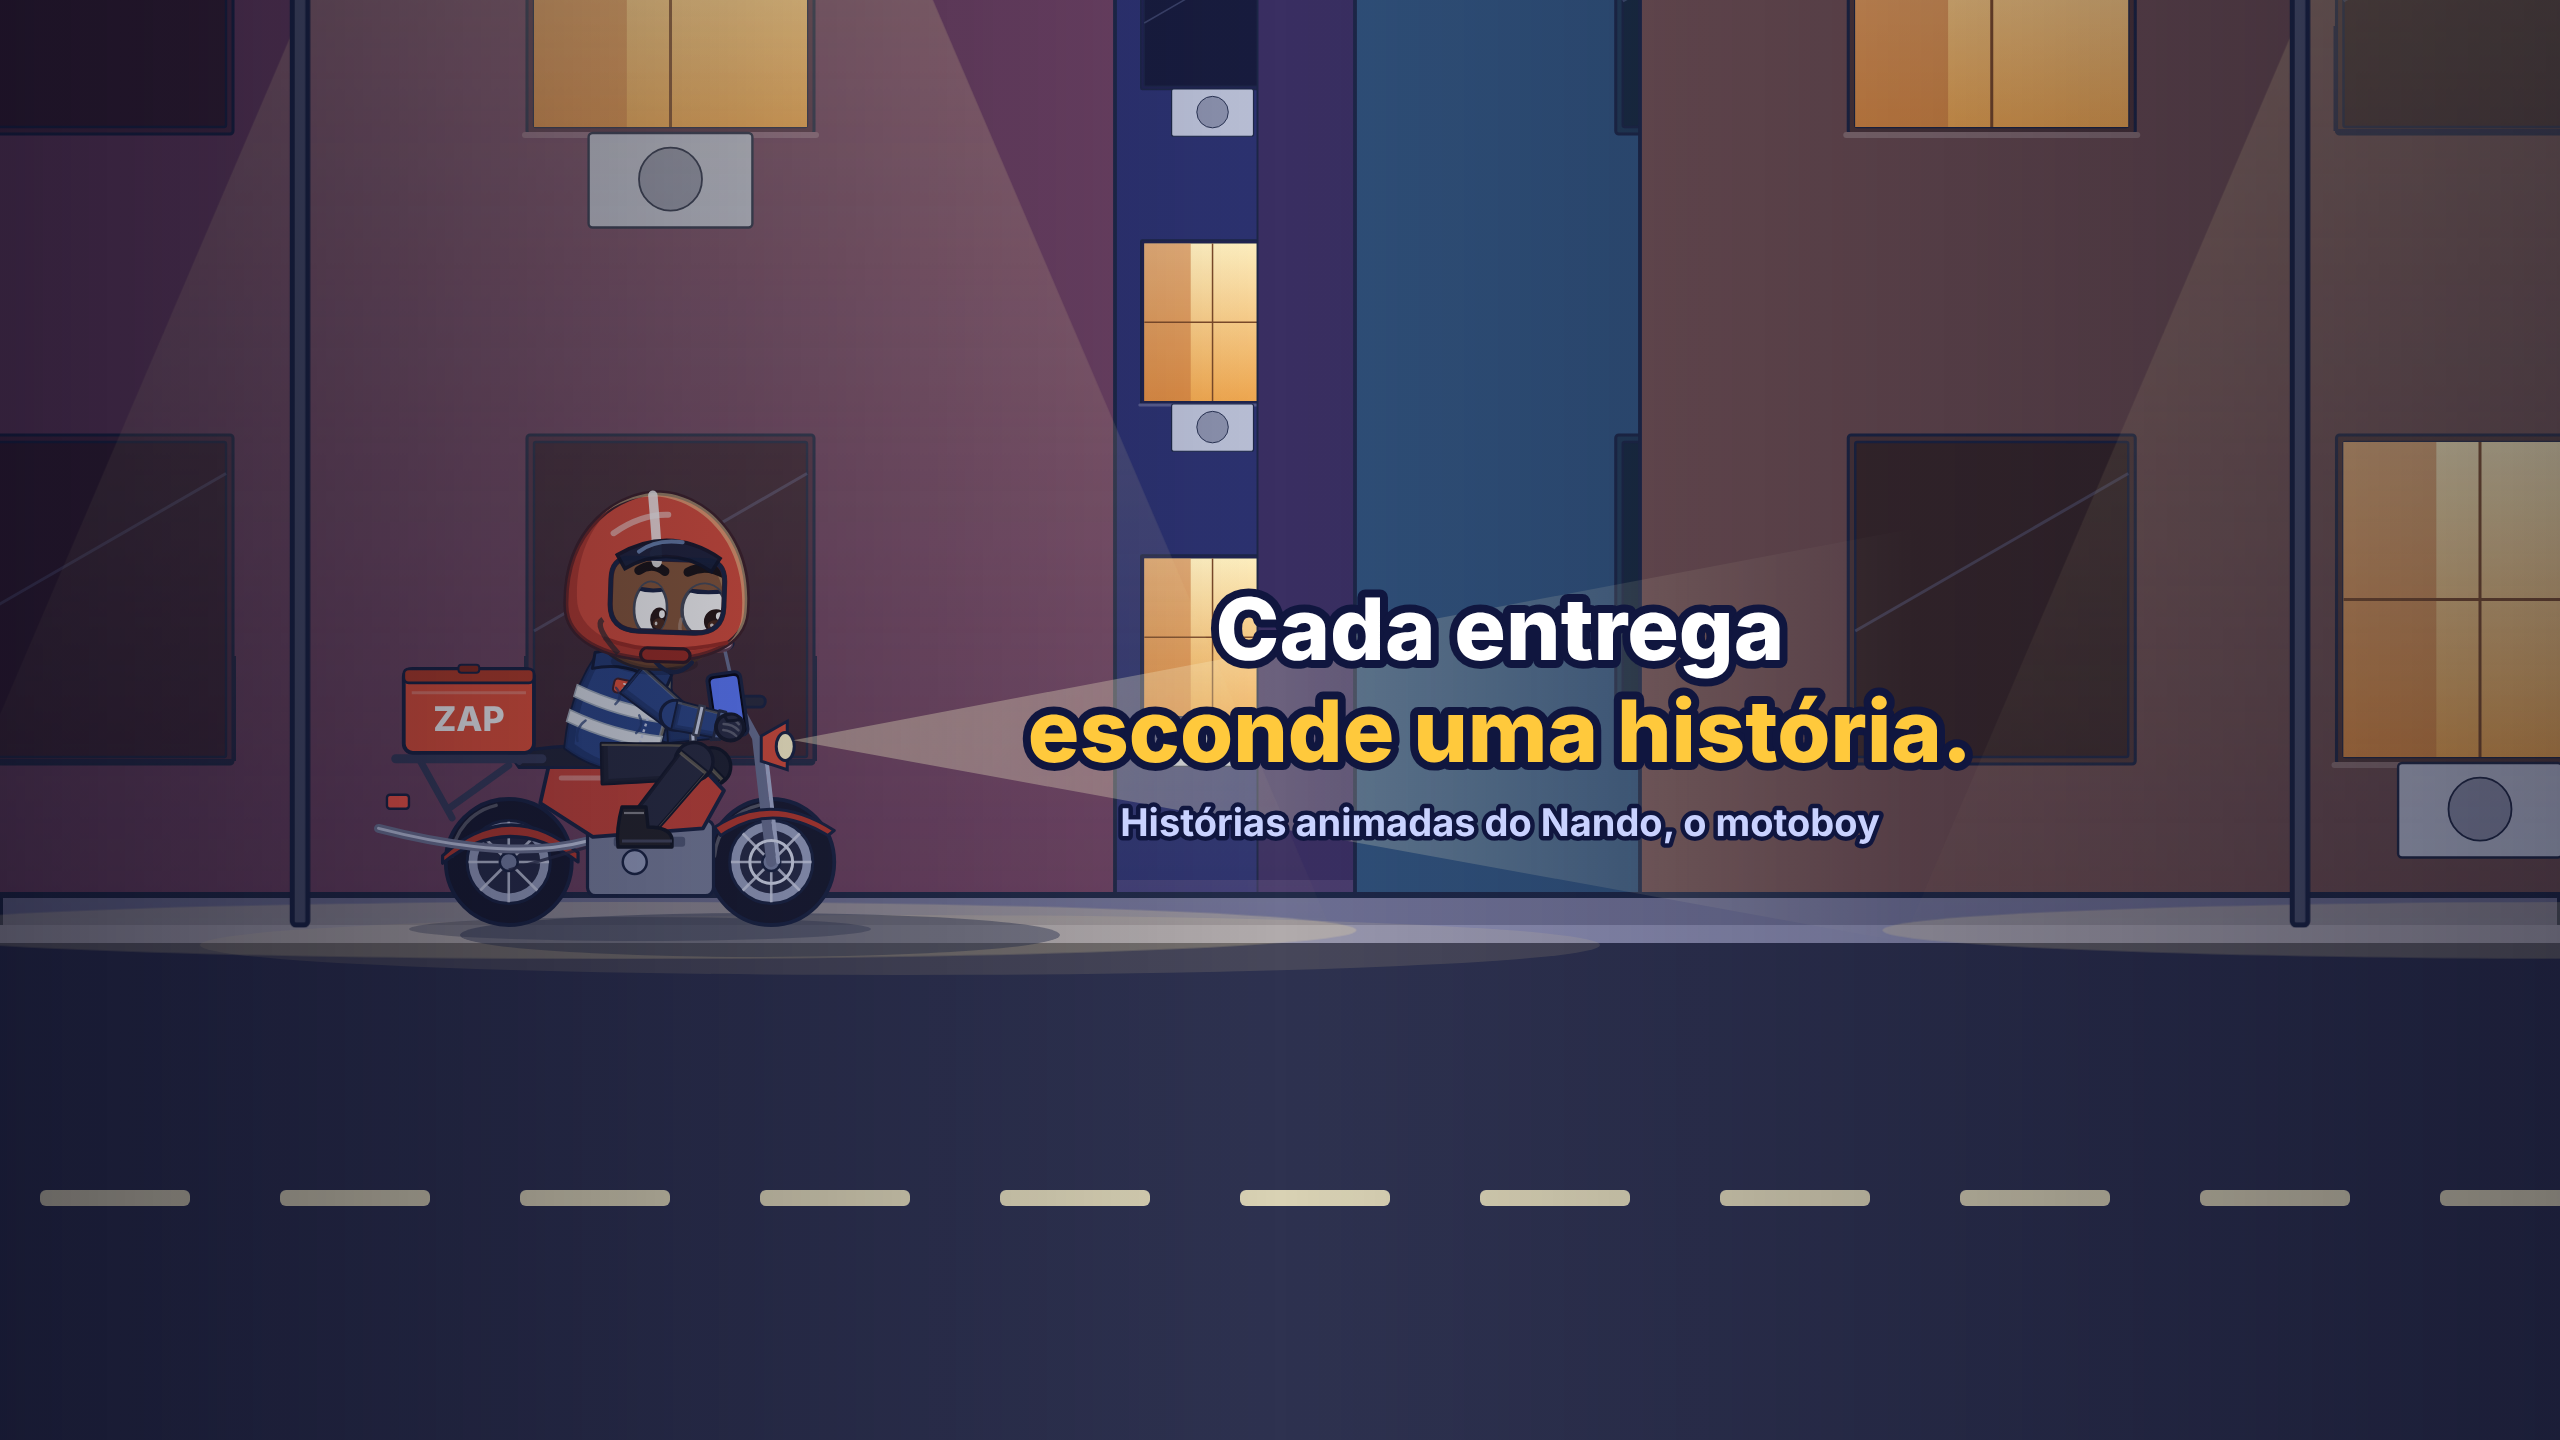 ZAP
Cada entrega
esconde uma história.
Histórias animadas do Nando, o motoboy